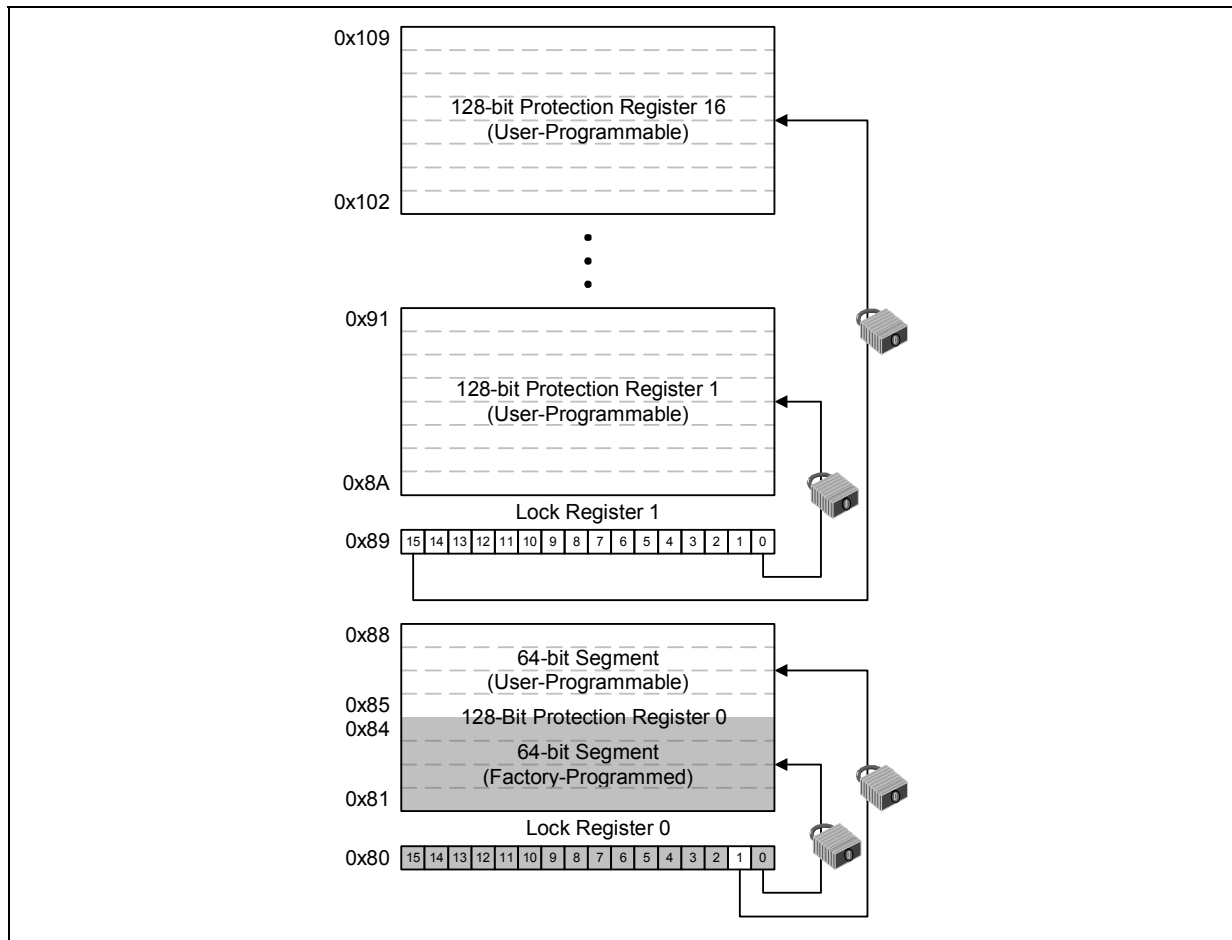 0x109
128-bit Protection Register 16
(User-Programmable)
0x102
0x91
128-bit Protection Register 1
(User-Programmable)
0x8A
Lock Register 1
0x89 15 14 13 12 11 10 9 8 7 6 5 4 3 2 1 0
0x88
64-bit Segment
(User-Programmable)
0x85
128-Bit Protection Register 0
0x84
64-bit Segment
(Factory-Programmed)
0x81
Lock Register 0
0x80 15 14 13 12 11 10 9 8 7 6 5 4 3 2 1 0